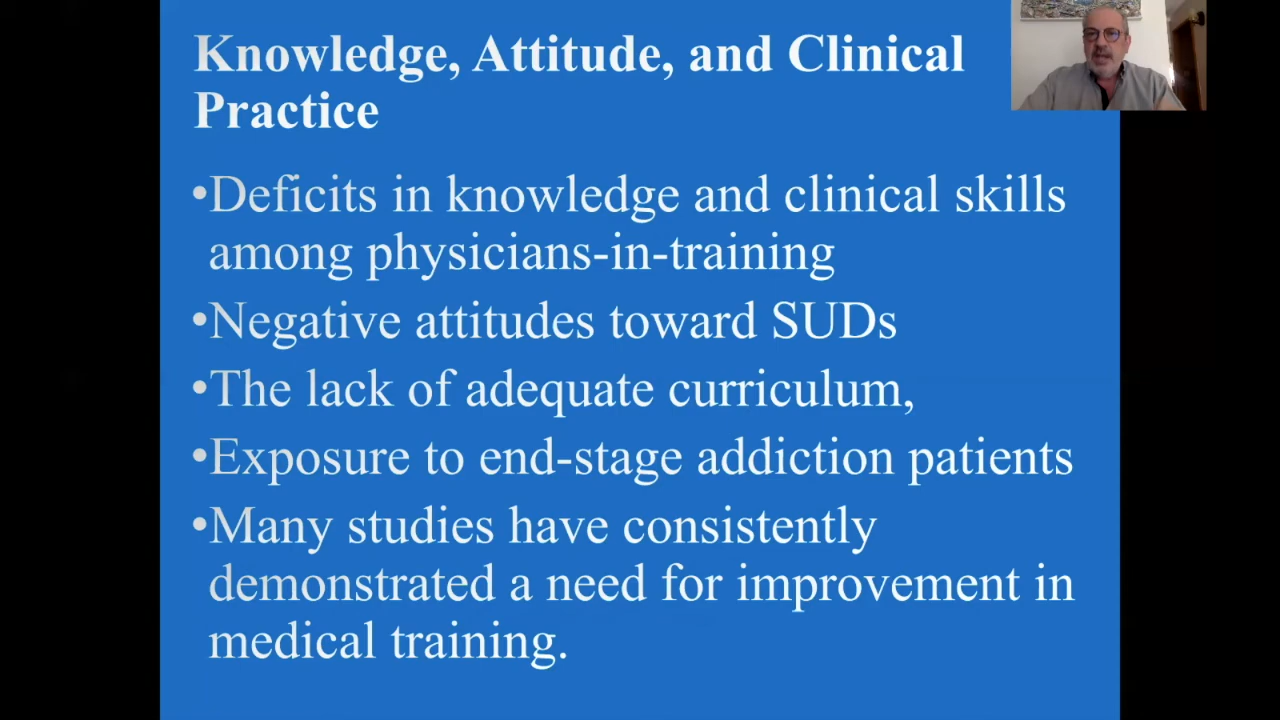 Knowledge, Attitude, and Clinical
Practice
•Deficits in knowledge and clinical skills
among physicians-in-training
•Negative attitudes toward SUDs
•The lack of adequate curriculum,
•Exposure to end-stage addiction patients
•Many studies have consistently
demonstrated a need for improvement in
medical training.